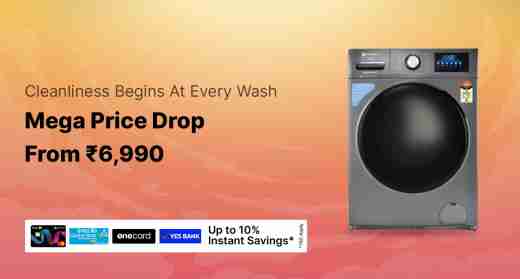 Cleanliness Begins At Every Wash
Mega Price Drop
From ₹6,990
onecard
YES BANK
Up to 10%
Instant Savings*
*T&C Apply